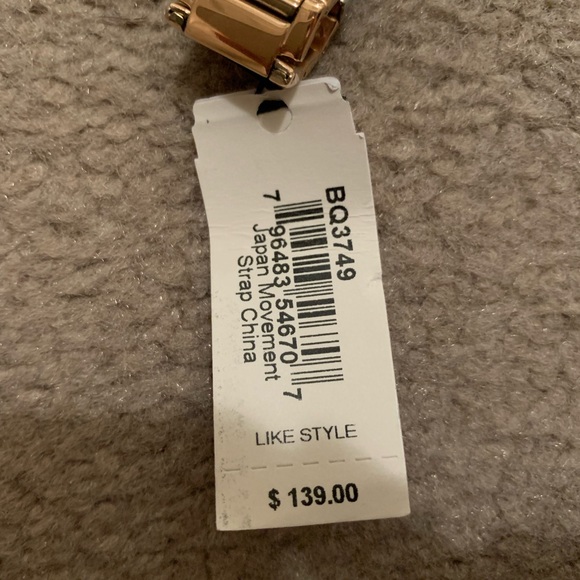 BQ3749
7 96483 54670 7
Japan Movement
Strap China
LIKE STYLE
$ 139.00